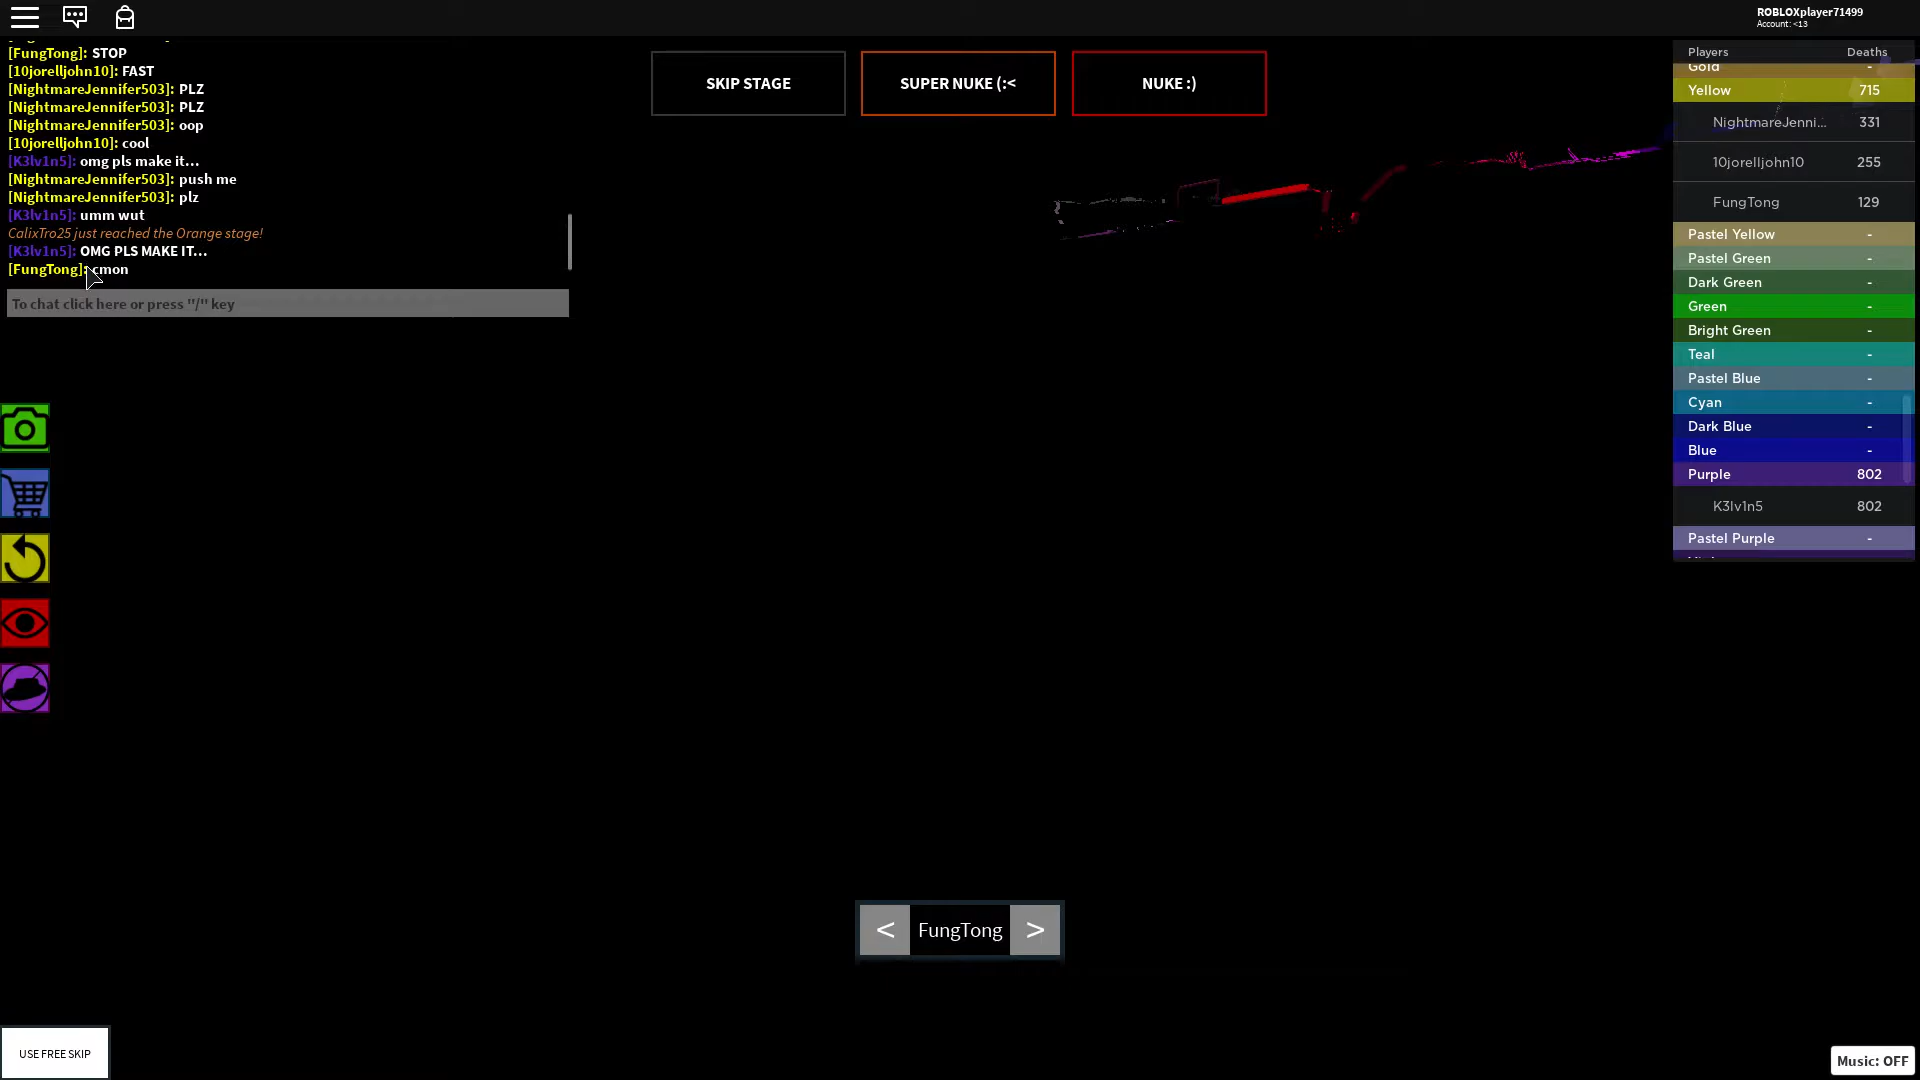 ROBLOXplayer71499
Account: <13
[FungTong]: STOP
[10jorelljohn10]: FAST
[NightmareJennifer503]: PLZ
[NightmareJennifer503]: PLZ
[NightmareJennifer503]: oop
[10jorelljohn10]: cool
[K3lv1n5]: omg pls make it...
[NightmareJennifer503]: push me
[NightmareJennifer503]: plz
[K3lv1n5]: umm wut
CalixTro25 just reached the Orange stage!
[K3lv1n5]: OMG PLS MAKE IT...
[FungTong]: cmon
To chat click here or press "/" key
SKIP STAGE
SUPER NUKE (:<
NUKE :)
Players Deaths
Gold -
Yellow 715
NightmareJenni... 331
10jorelljohn10 255
FungTong 129
Pastel Yellow -
Pastel Green -
Dark Green -
Green -
Bright Green -
Teal -
Pastel Blue -
Cyan -
Dark Blue -
Blue -
Purple 802
K3lv1n5 802
Pastel Purple -
< FungTong >
USE FREE SKIP
Music: OFF